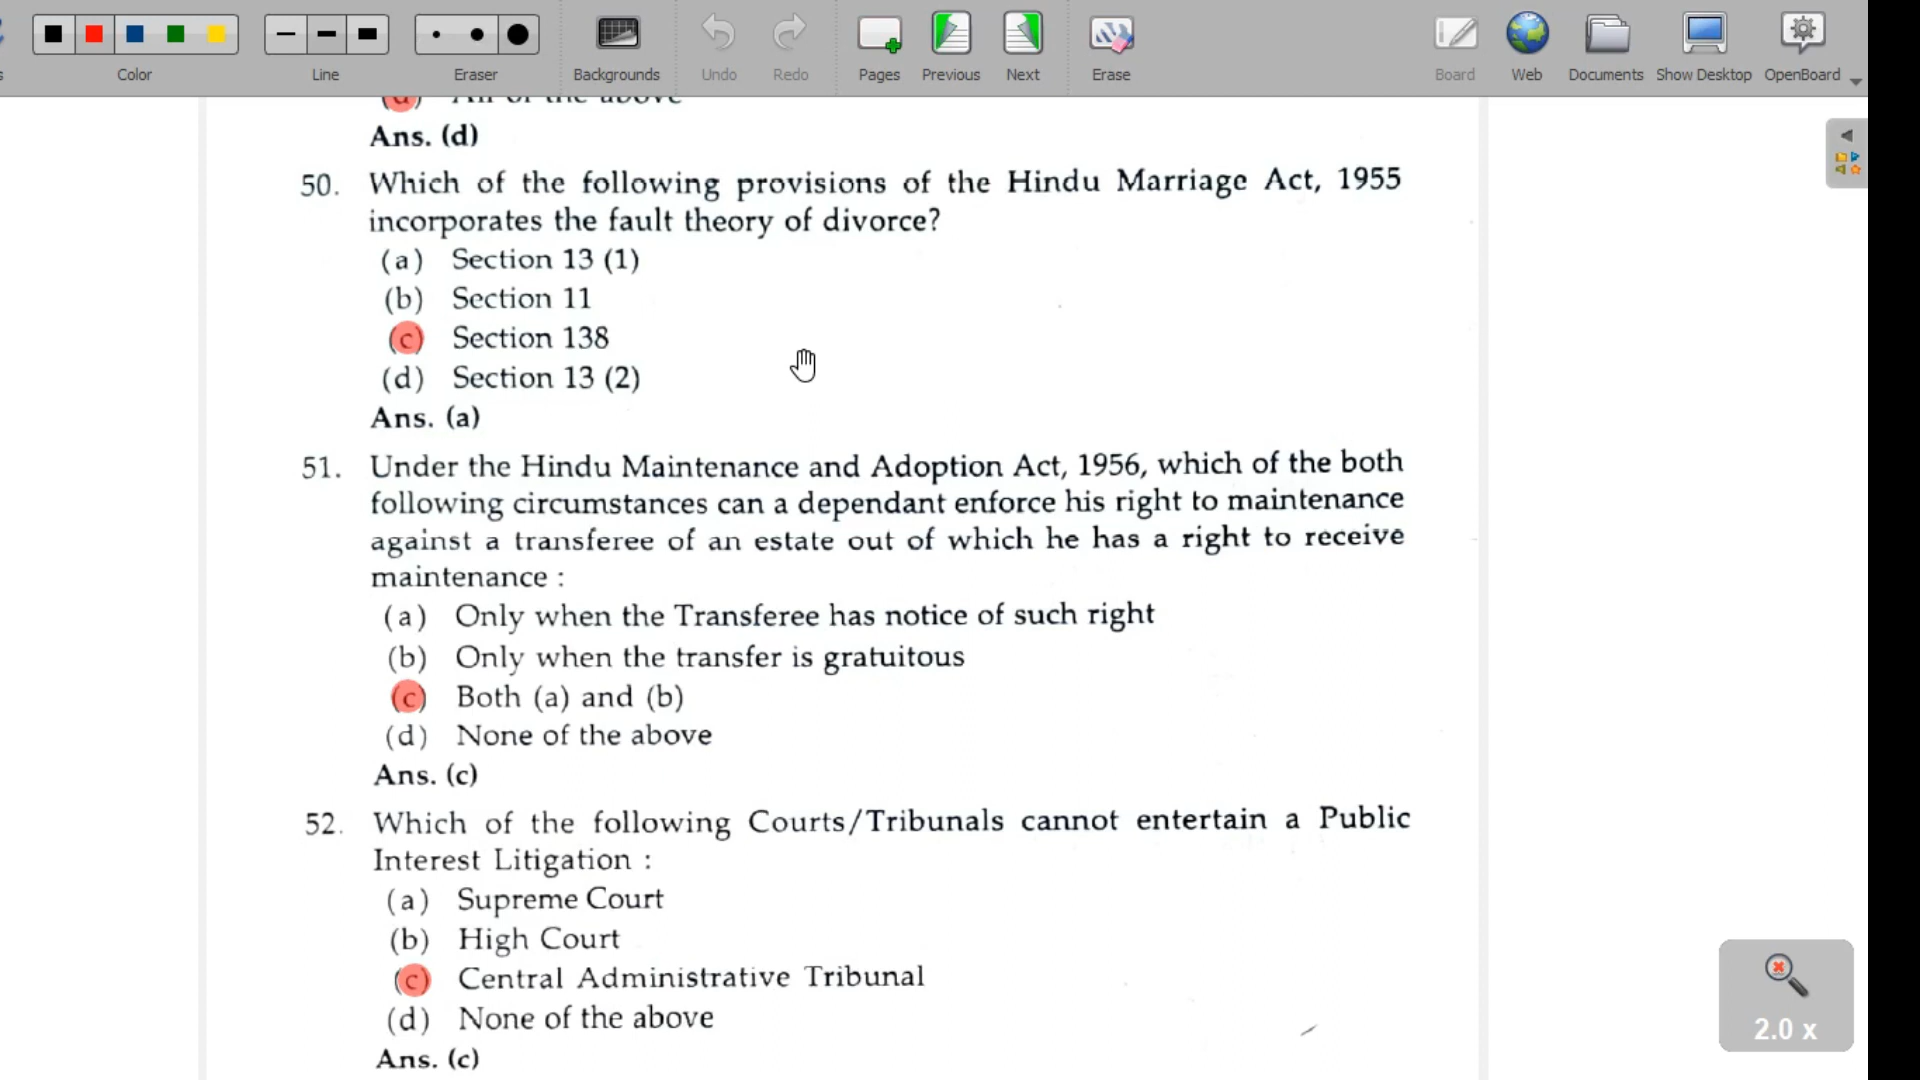 s
Color
Line
Eraser
Backgrounds
Undo
Redo
Pages
Previous
Next
Erase
Board
Web
Documents
Show Desktop
OpenBoard
(d) All of the above
Ans. (d)
50. Which of the following provisions of the Hindu Marriage Act, 1955
incorporates the fault theory of divorce?
(a) Section 13 (1)
(b) Section 11
(c) Section 138
(d) Section 13 (2)
Ans. (a)
51. Under the Hindu Maintenance and Adoption Act, 1956, which of the both
following circumstances can a dependant enforce his right to maintenance
against a transferee of an estate out of which he has a right to receive
maintenance :
(a) Only when the Transferee has notice of such right
(b) Only when the transfer is gratuitous
(c) Both (a) and (b)
(d) None of the above
Ans. (c)
52. Which of the following Courts/Tribunals cannot entertain a Public
Interest Litigation :
(a) Supreme Court
(b) High Court
(c) Central Administrative Tribunal
(d) None of the above
Ans. (c)
2.0 x